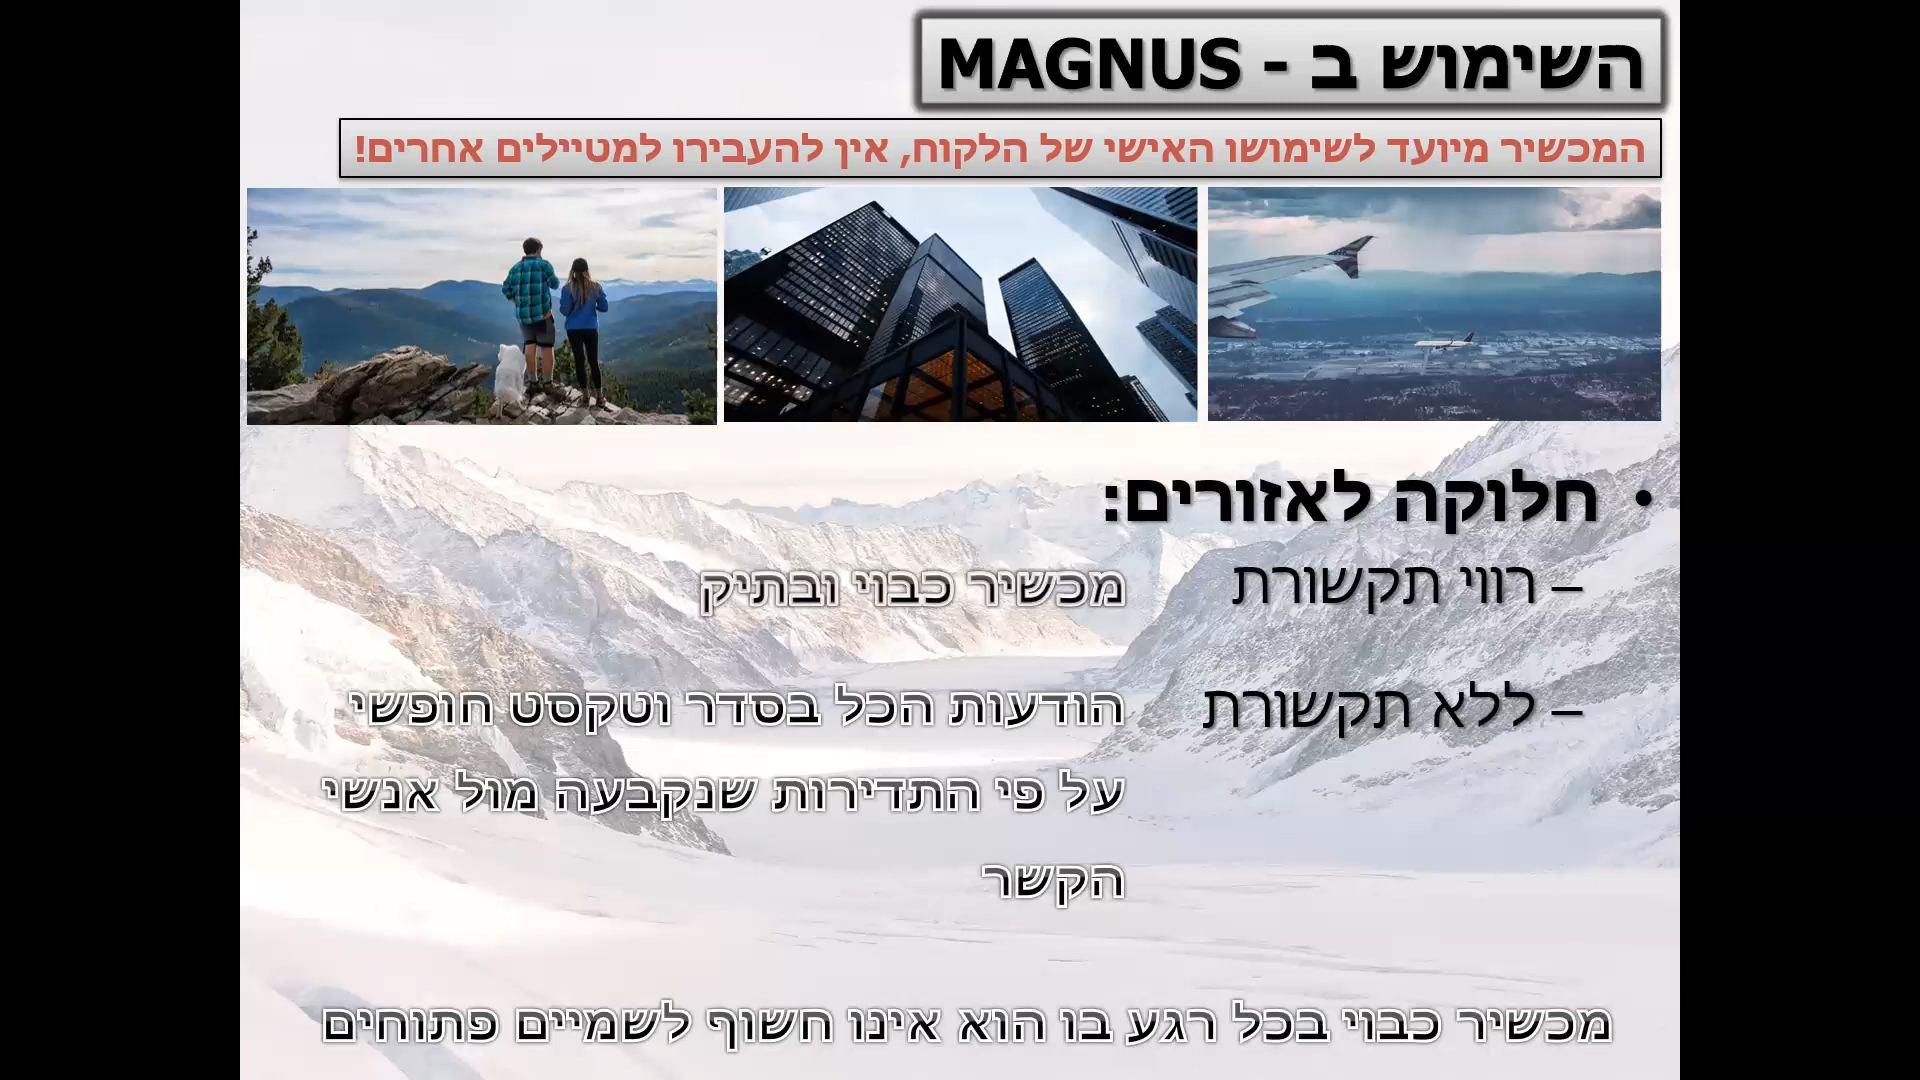 השימוש ב - MAGNUS
המכשיר מיועד לשימושו האישי של הלקוח, אין להעבירו למטיילים אחרים!
• חלוקה לאזורים:
– רווי תקשורת מכשיר כבוי ובתיק
– ללא תקשורת הודעות הכל בסדר וטקסט חופשי
על פי התדירות שנקבעה מול אנשי
הקשר
מכשיר כבוי בכל רגע בו הוא אינו חשוף לשמיים פתוחים